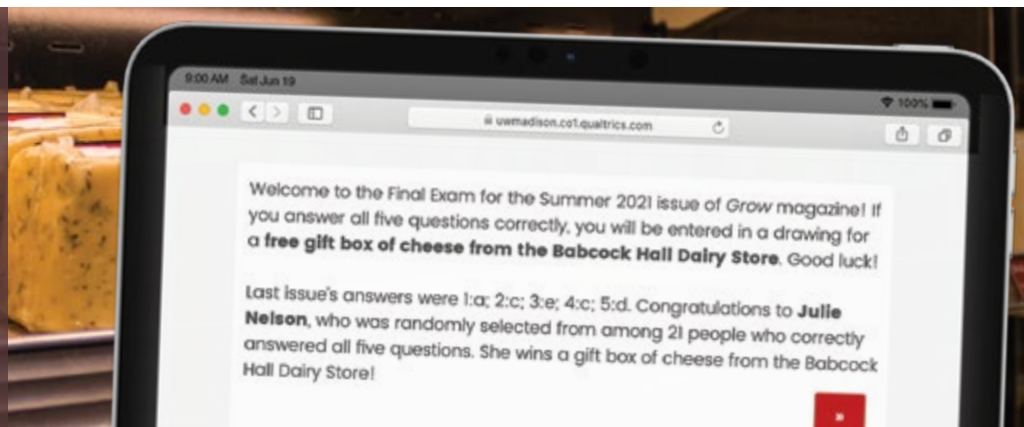 9:00 AM Sat Jun 19
100%
uwmadison.co1.qualtrics.com
Welcome to the Final Exam for the Summer 2021 issue of Grow magazine! If
you answer all five questions correctly, you will be entered in a drawing for
a free gift box of cheese from the Babcock Hall Dairy Store. Good luck!
Last issue's answers were 1:a; 2:c; 3:e; 4:c; 5:d. Congratulations to Julie
Nelson, who was randomly selected from among 21 people who correctly
answered all five questions. She wins a gift box of cheese from the Babcock
Hall Dairy Store!
»